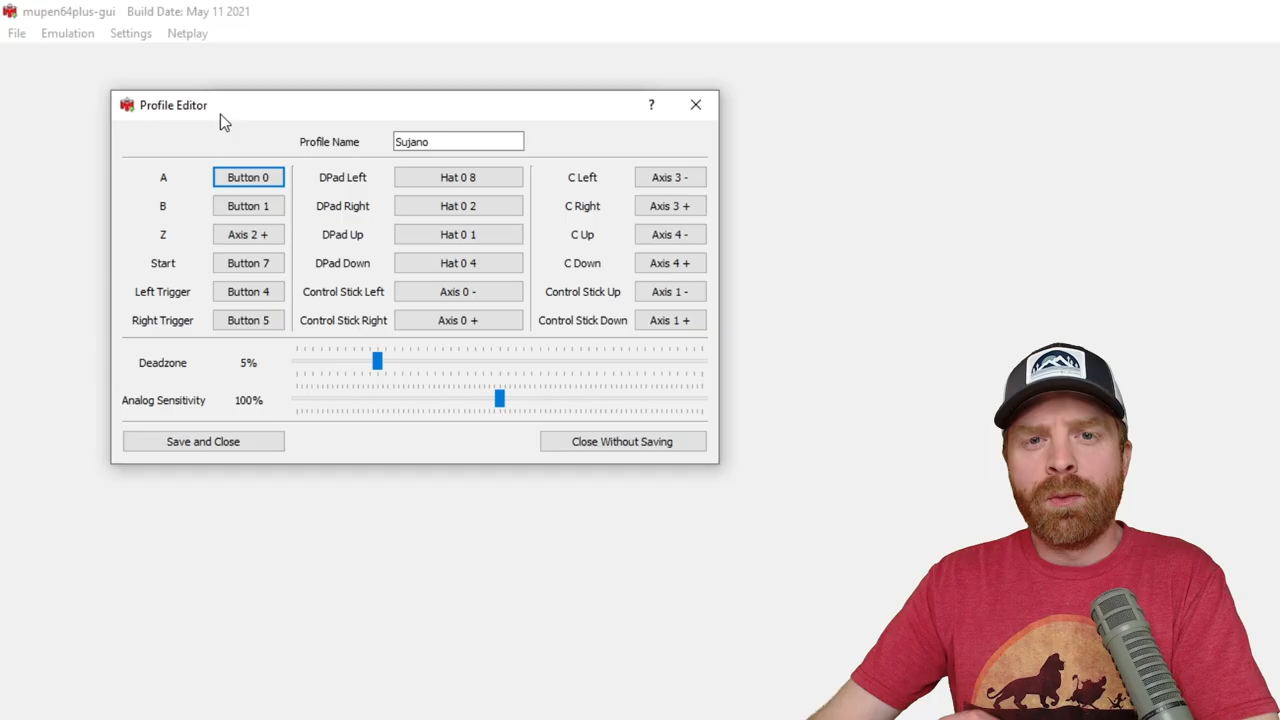 mupen64plus-gui Build Date: May 11 2021
File Emulation Settings Netplay
Profile Editor ? 
Profile Name Sujano
A Button 0 DPad Left Hat 0 8 C Left Axis 3 -
B Button 1 DPad Right Hat 0 2 C Right Axis 3 +
Z Axis 2 + DPad Up Hat 0 1 C Up Axis 4 -
Start Button 7 DPad Down Hat 0 4 C Down Axis 4 +
Left Trigger Button 4 Control Stick Left Axis 0 - Control Stick Up Axis 1 -
Right Trigger Button 5 Control Stick Right Axis 0 + Control Stick Down Axis 1 +
Deadzone 5%
Analog Sensitivity 100%
Save and Close Close Without Saving